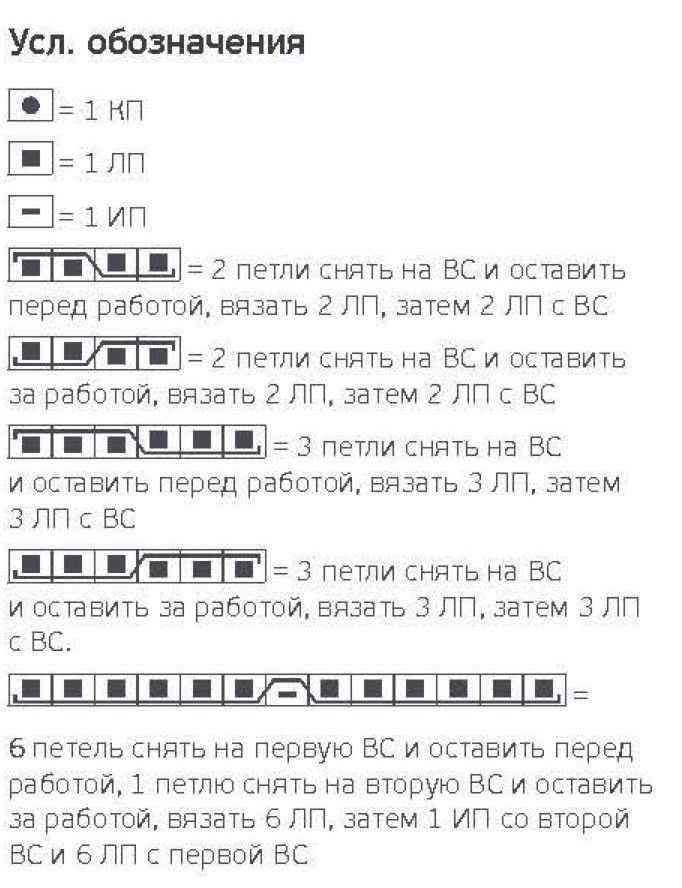 Усл. обозначения
= 1 КП
= 1 ЛП
= 1 ИП
= 2 петли снять на ВС и оставить
перед работой, вязать 2 ЛП, затем 2 ЛП с ВС
= 2 петли снять на ВС и оставить
за работой, вязать 2 ЛП, затем 2 ЛП с ВС
= 3 петли снять на ВС
и оставить перед работой, вязать 3 ЛП, затем
3 ЛП с ВС
= 3 петли снять на ВС
и оставить за работой, вязать 3 ЛП, затем 3 ЛП
с ВС.
=
6 петель снять на первую ВС и оставить перед
работой, 1 петлю снять на вторую ВС и оставить
за работой, вязать 6 ЛП, затем 1 ИП со второй
ВС и 6 ЛП с первой ВС